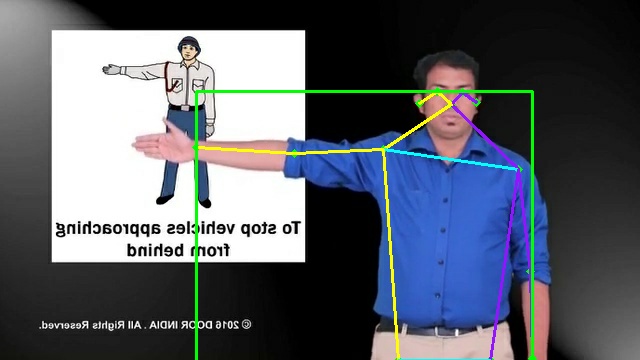 To stop vehicles approaching
from behind
© 2016 DOOR INDIA . All Rights Reserved.